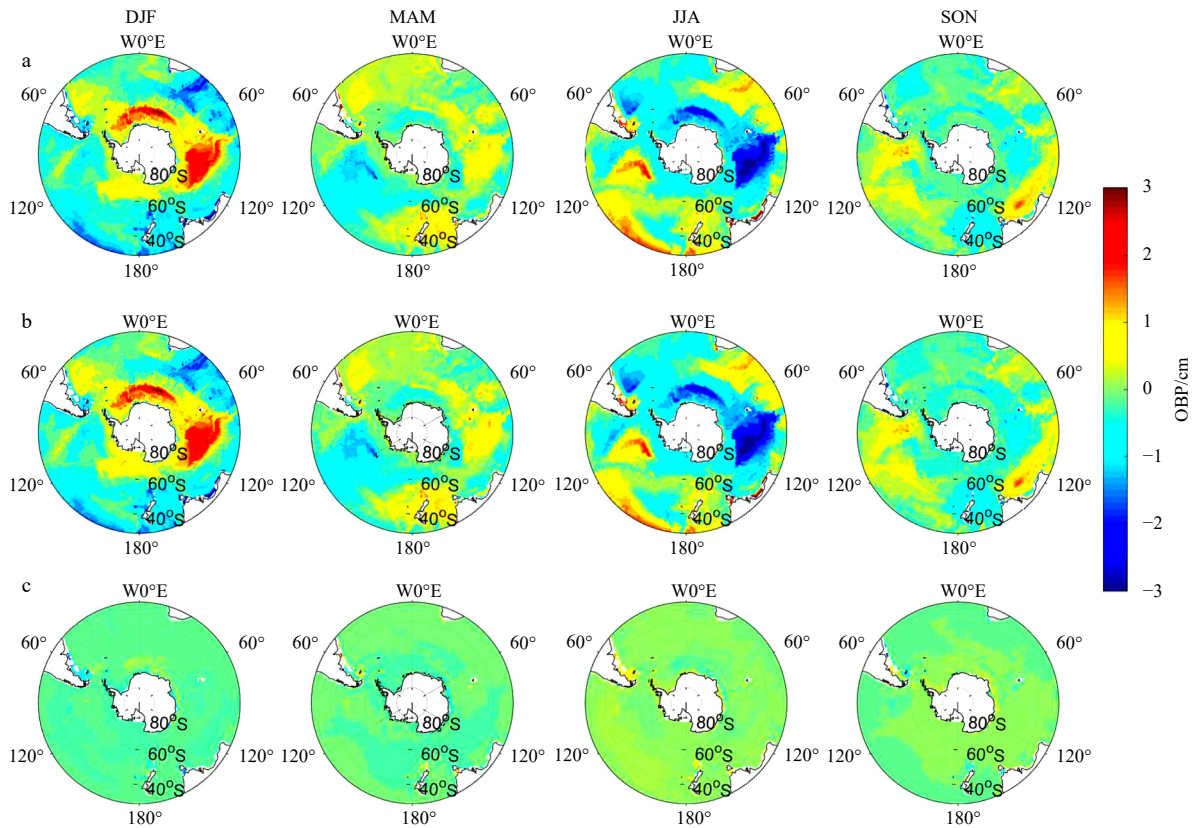 DJF MAM JJA SON
a W0°E W0°E W0°E W0°E
60° 60° 60° 60° 60° 60° 60° 60°
80°S 80°S 80°S 80°S
120° 60°S 120° 120° 60°S 120° 120° 60°S 120° 120° 60°S 120°
40°S 40°S 40°S 40°S
180° 180° 180° 180°
b W0°E W0°E W0°E W0°E
60° 60° 60° 60° 60° 60° 60° 60°
80°S 80°S 80°S 80°S
120° 60°S 120° 120° 60°S 120° 120° 60°S 120° 120° 60°S 120°
40°S 40°S 40°S 40°S
180° 180° 180° 180°
c W0°E W0°E W0°E W0°E
60° 60° 60° 60° 60° 60° 60° 60°
80°S 80°S 80°S 80°S
120° 60°S 120° 120° 60°S 120° 120° 60°S 120° 120° 60°S 120°
40°S 40°S 40°S 40°S
180° 180° 180° 180°
3
2
1
0
−1
−2
−3
OBP/cm